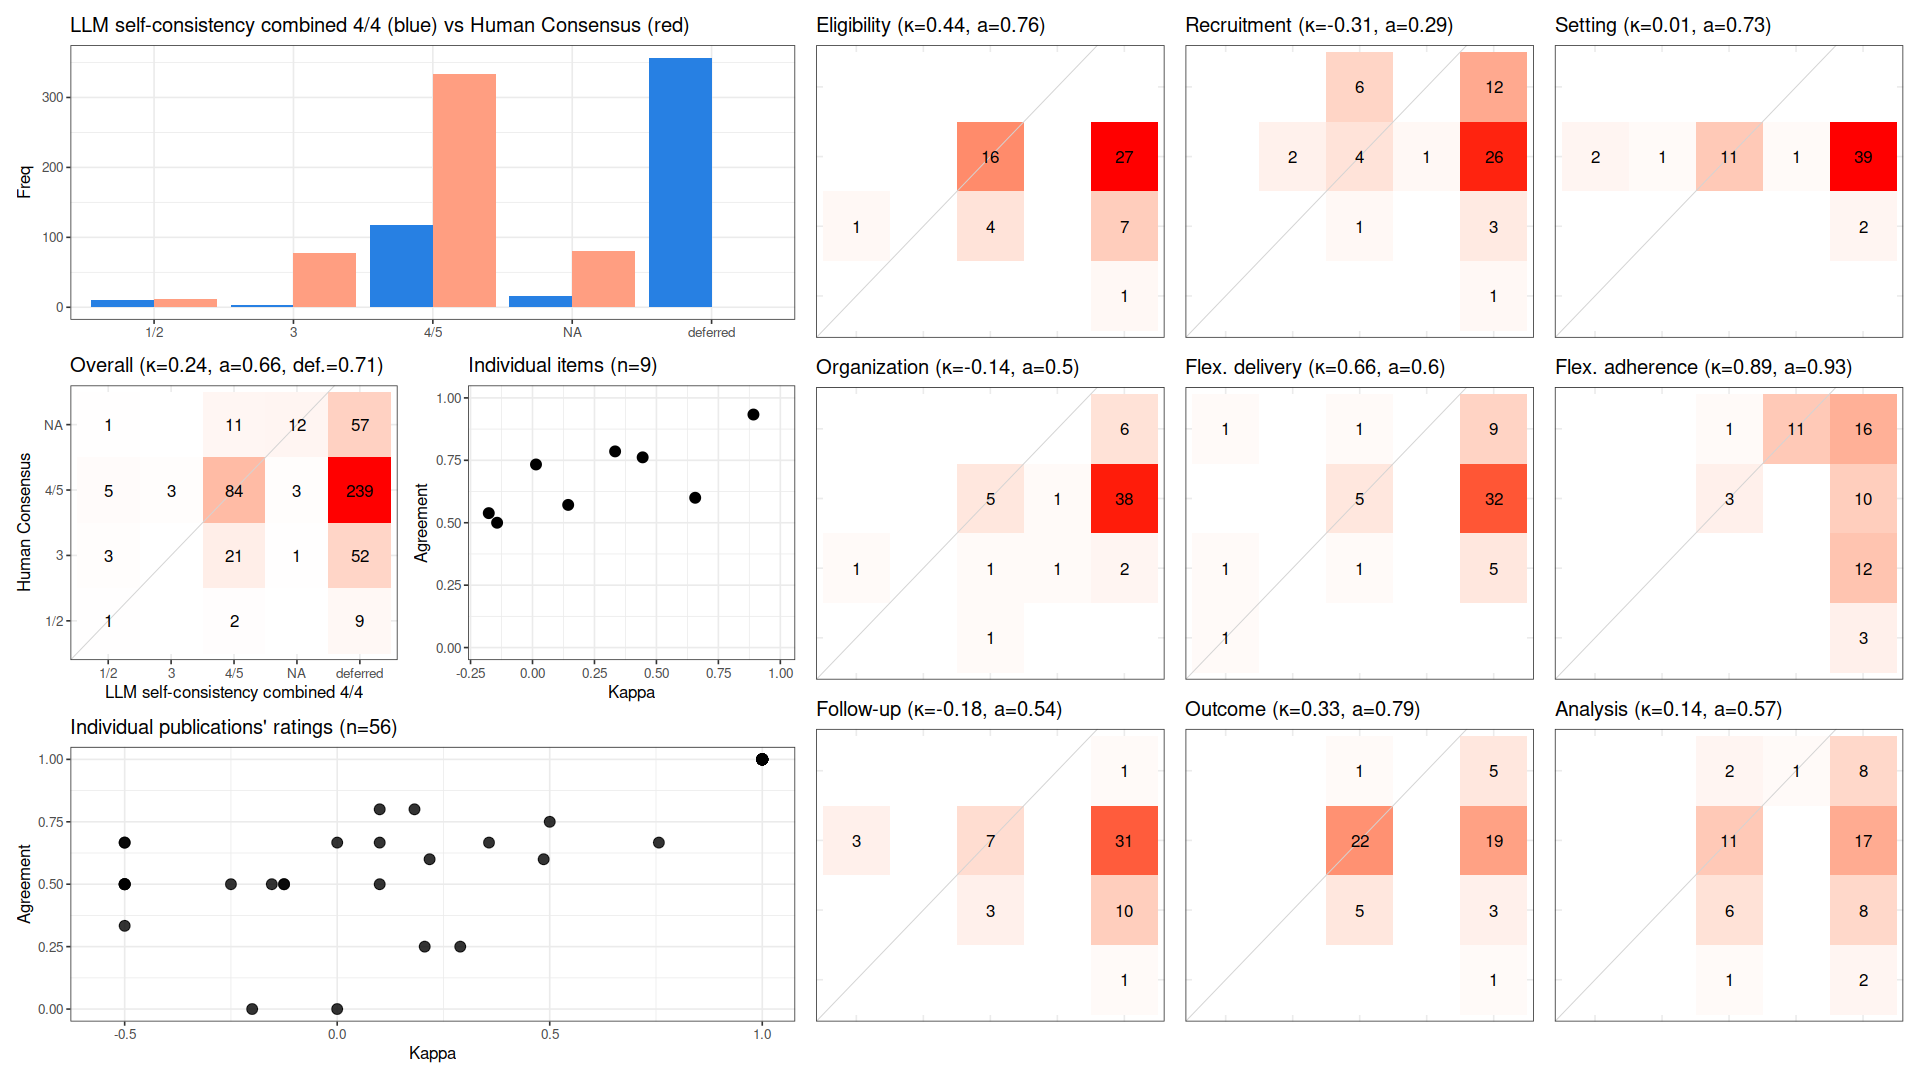 LLM self-consistency combined 4/4 (blue) vs Human Consensus (red)
Freq
300
200
100
0
1/2 3 4/5 NA deferred
Overall (κ=0.24, a=0.66, def.=0.71)
Human Consensus
NA 1 11 12 57
4/5 5 3 84 3 239
3 3 21 1 52
1/2 1 2 9
1/2 3 4/5 NA deferred
LLM self-consistency combined 4/4
Individual items (n=9)
Agreement
1.00
0.75
0.50
0.25
0.00
-0.25 0.00 0.25 0.50 0.75 1.00
Kappa
Individual publications' ratings (n=56)
Agreement
1.00
0.75
0.50
0.25
0.00
-0.5 0.0 0.5 1.0
Kappa
Eligibility (κ=0.44, a=0.76)
16 27
1 4 7
1
Recruitment (κ=-0.31, a=0.29)
6 12
2 4 1 26
1 3
1
Setting (κ=0.01, a=0.73)
2 1 11 1 39
2
Organization (κ=-0.14, a=0.5)
6
5 1 38
1 1 1 2
1
Flex. delivery (κ=0.66, a=0.6)
1 1 9
5 32
1 1 5
1
Flex. adherence (κ=0.89, a=0.93)
1 11 16
3 10
12
3
Follow-up (κ=-0.18, a=0.54)
1
3 7 31
3 10
1
Outcome (κ=0.33, a=0.79)
1 5
22 19
5 3
1
Analysis (κ=0.14, a=0.57)
2 1 8
11 17
6 8
1 2